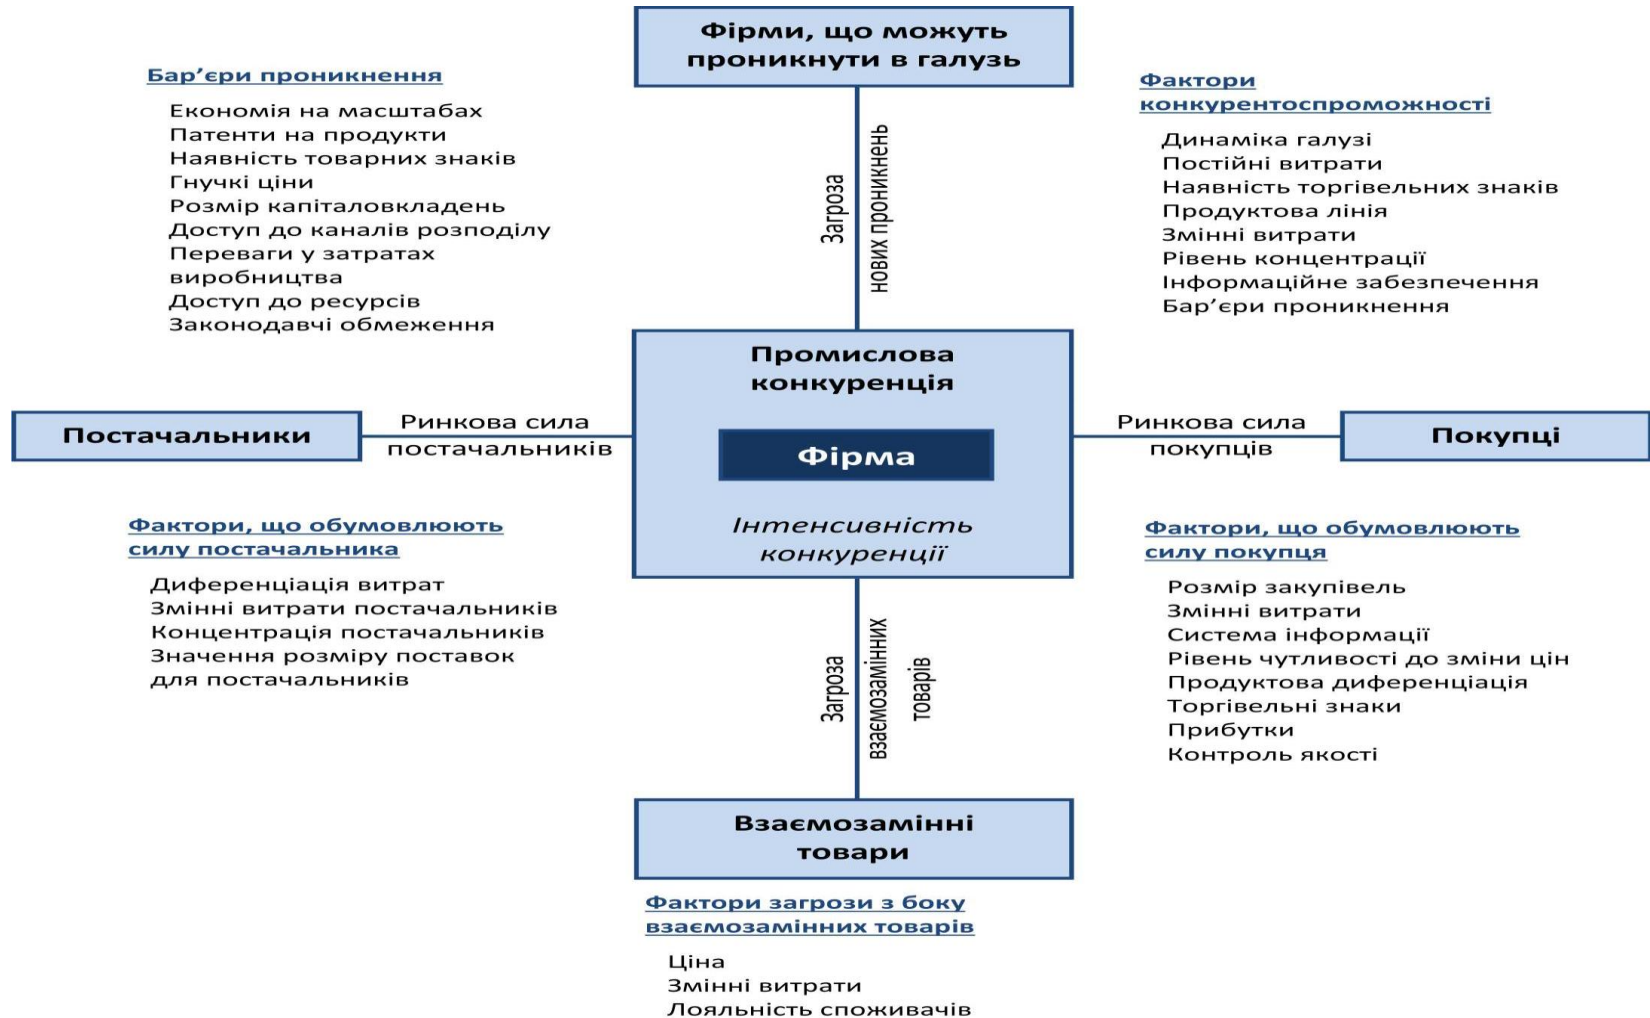 Фірми, що можуть
проникнути в галузь
Бар’єри проникнення
Економія на масштабах
Патенти на продукти
Наявність товарних знаків
Гнучкі ціни
Розмір капіталовкладень
Доступ до каналів розподілу
Переваги у затратах
виробництва
Доступ до ресурсів
Законодавчі обмеження
Загроза
нових проникнень
Фактори
конкурентоспроможності
Динаміка галузі
Постійні витрати
Наявність торгівельних знаків
Продуктова лінія
Змінні витрати
Рівень концентрації
Інформаційне забезпечення
Бар’єри проникнення
Постачальники
Ринкова сила
постачальників
Промислова
конкуренція
Фірма
Інтенсивність
конкуренції
Ринкова сила
покупців
Покупці
Фактори, що обумовлюють
силу постачальника
Диференціація витрат
Змінні витрати постачальників
Концентрація постачальників
Значення розміру поставок
для постачальників
Загроза
взаємозамінних
товарів
Фактори, що обумовлюють
силу покупця
Розмір закупівель
Змінні витрати
Система інформації
Рівень чутливості до зміни цін
Продуктова диференціація
Торгівельні знаки
Прибутки
Контроль якості
Взаємозамінні
товари
Фактори загрози з боку
взаємозамінних товарів
Ціна
Змінні витрати
Лояльність споживачів